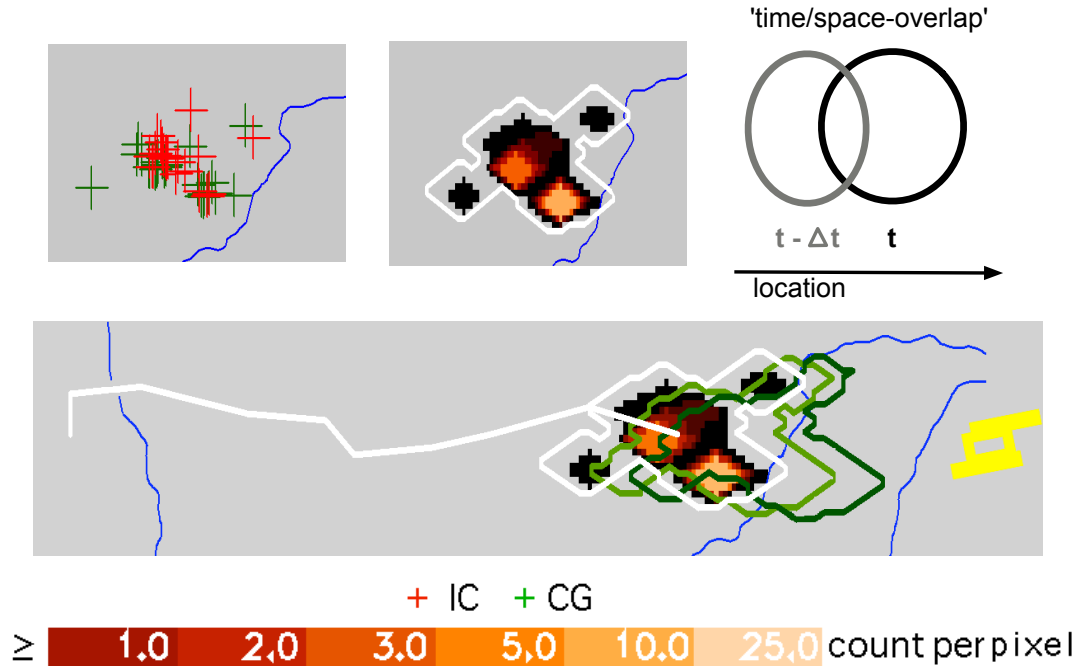 'time/space-overlap'
t - Δt t
location
+ IC + CG
≥ 1.0 2.0 3.0 5.0 10.0 25.0 count per pixel